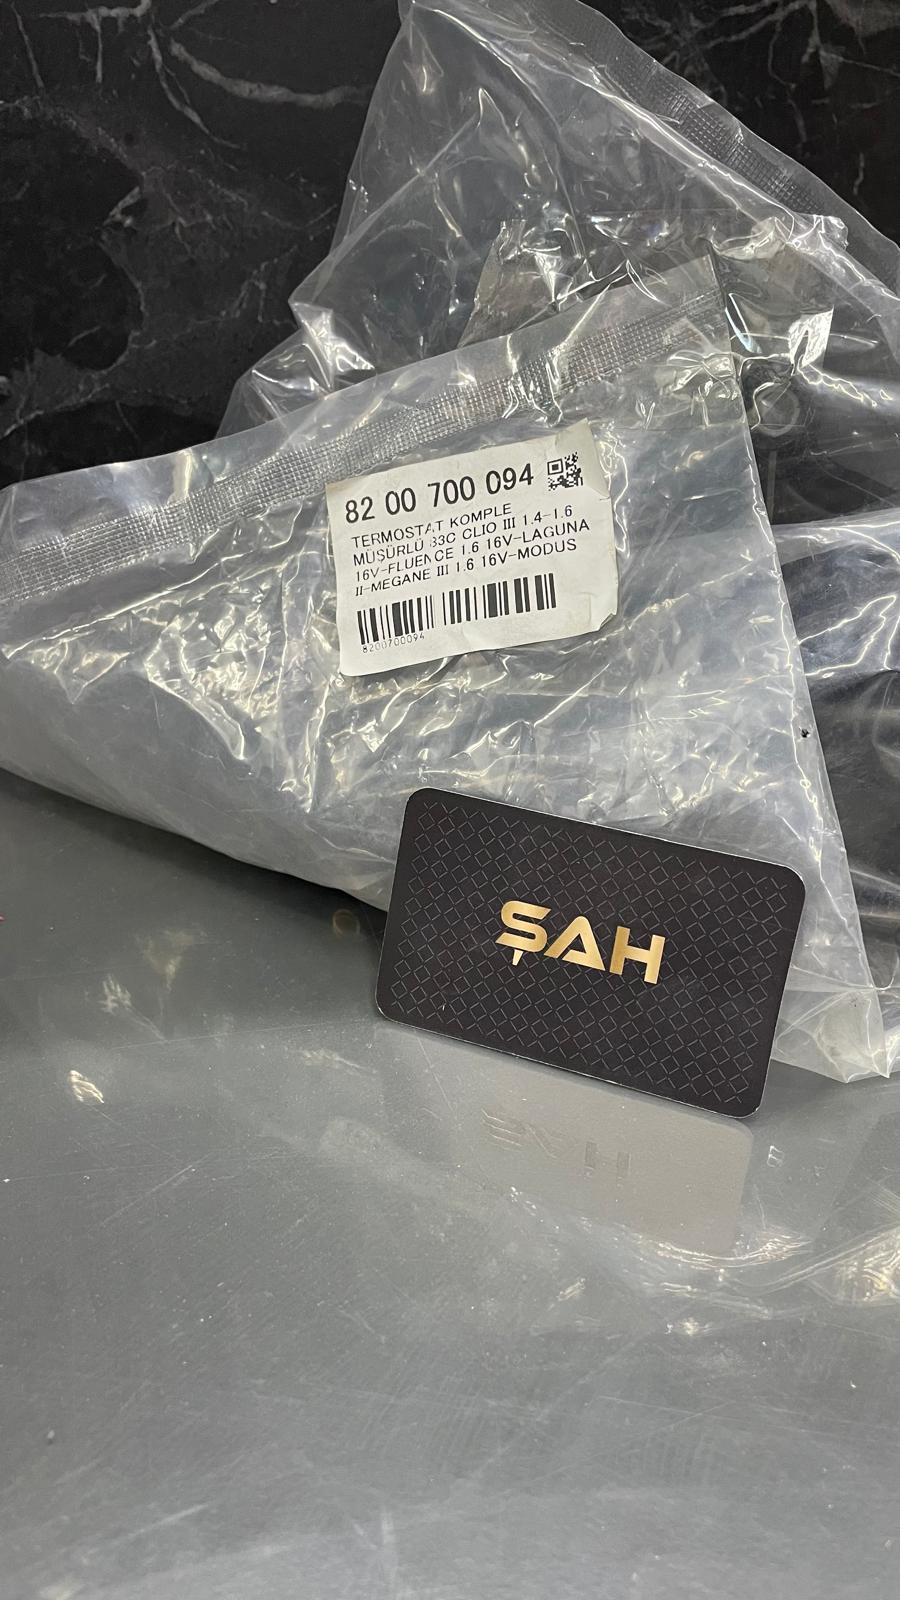 82 00 700 094
TERMOSTAT KOMPLE
MÜŞÜRLÜ 83C CLIO III 1.4-1.6
16V-FLUENCE 1.6 16V-LAGUNA
II-MEGANE III 1.6 16V-MODUS
8200700094
ŞAH